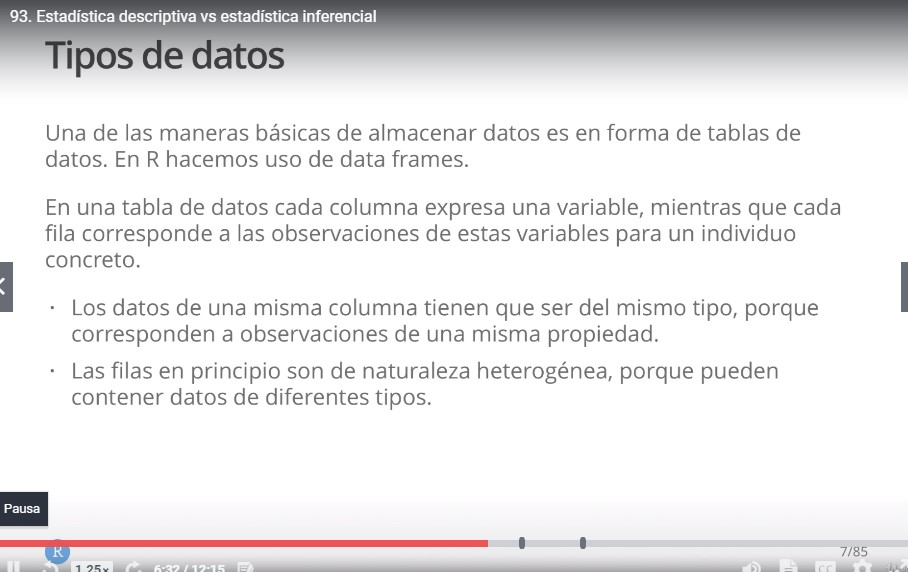 93. Estadística descriptiva vs estadística inferencial
Tipos de datos
Una de las maneras básicas de almacenar datos es en forma de tablas de
datos. En R hacemos uso de data frames.
En una tabla de datos cada columna expresa una variable, mientras que cada
fila corresponde a las observaciones de estas variables para un individuo
concreto.
· Los datos de una misma columna tienen que ser del mismo tipo, porque
corresponden a observaciones de una misma propiedad.
· Las filas en principio son de naturaleza heterogénea, porque pueden
contener datos de diferentes tipos.
Pausa
R
7/85
1.25x 6:32 / 12:15 CC